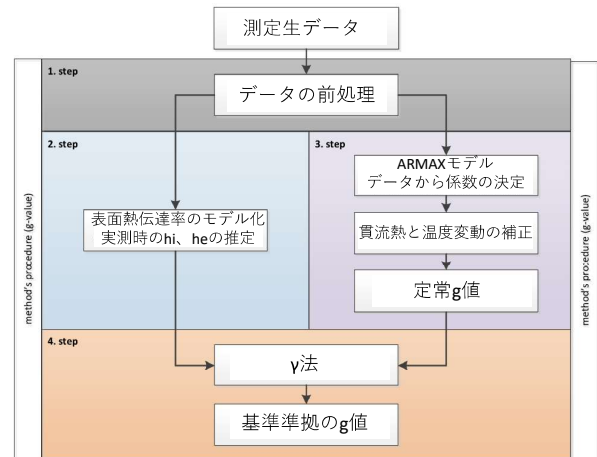 測定生データ
1. step
データの前処理
2. step
3. step
ARMAXモデル
データから係数の決定
表面熱伝達率のモデル化
実測時のhi、heの推定
貫流熱と温度変動の補正
定常g値
4. step
γ法
基準準拠のg値
method's procedure (g-value)
method's procedure (g-value)